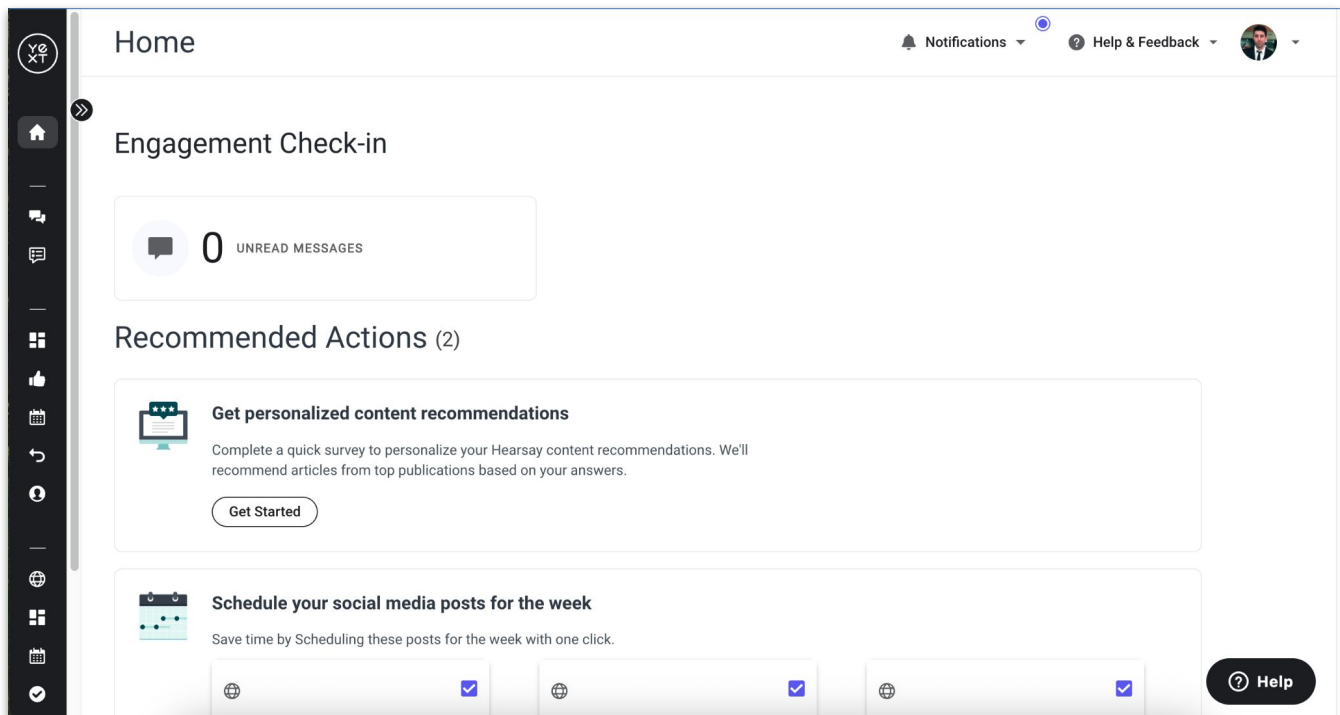 yext
Home
Notifications
Help & Feedback
Engagement Check-in
0 UNREAD MESSAGES
Recommended Actions (2)
Get personalized content recommendations
Complete a quick survey to personalize your Hearsay content recommendations. We'll
recommend articles from top publications based on your answers.
Get Started
Schedule your social media posts for the week
Save time by Scheduling these posts for the week with one click.
Help